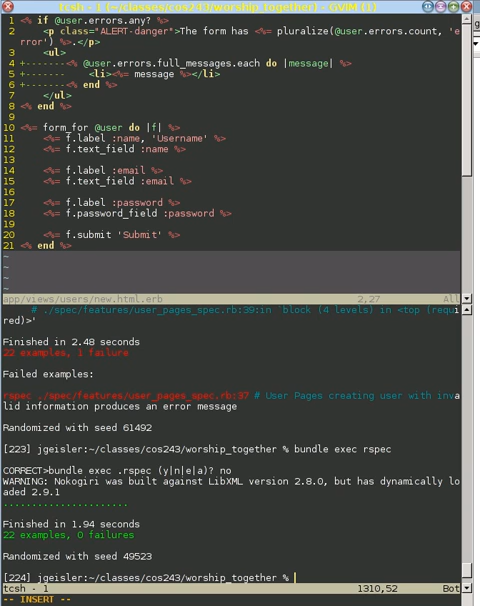 tcsh - 1 (~/classes/cos243/worship_together) - GVIM (1)
1 <% if @user.errors.any? %>
2     <p class="ALERT-danger">The form has <%= pluralize(@user.errors.count, 'e
rror') %>.</p>
3     <ul>
4 +-------<% @user.errors.full_messages.each do |message| %>
5 +-------    <li><%= message %></li>
6 +-------<% end %>
7     </ul>
8 <% end %>
9
10 <%= form_for @user do |f| %>
11     <%= f.label :name, 'Username' %>
12     <%= f.text_field :name %>
13
14     <%= f.label :email %>
15     <%= f.text_field :email %>
16
17     <%= f.label :password %>
18     <%= f.password_field :password %>
19
20     <%= f.submit 'Submit' %>
21 <% end %>
~
~
~
~
app/views/users/new.html.erb 2,27 All
# ./spec/features/user_pages_spec.rb:39:in `block (4 levels) in <top (requi
red)>'
Finished in 2.48 seconds
22 examples, 1 failure
Failed examples:
rspec ./spec/features/user_pages_spec.rb:37 # User Pages creating user with inva
lid information produces an error message
Randomized with seed 61492
[223] jgeisler:~/classes/cos243/worship_together % bundle exec rspec
CORRECT>bundle exec .rspec (y|n|e|a)? no
WARNING: Nokogiri was built against LibXML version 2.8.0, but has dynamically lo
aded 2.9.1
......................
Finished in 1.94 seconds
22 examples, 0 failures
Randomized with seed 49523
[224] jgeisler:~/classes/cos243/worship_together %
tcsh - 1 1310,52 Bot
-- INSERT --